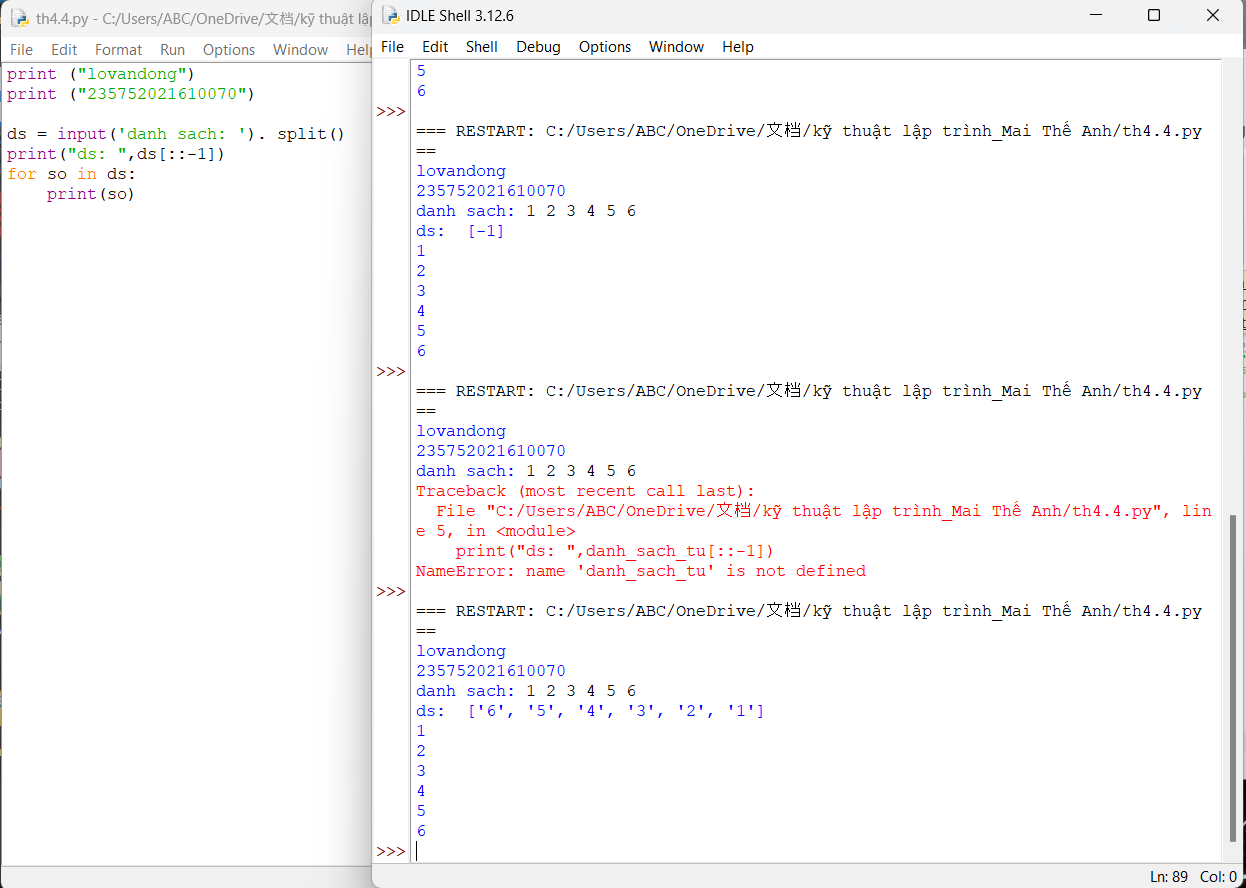 th4.4.py - C:/Users/ABC/OneDrive/文档/kỹ thuật lập
File Edit Format Run Options Window Help
print ("lovandong")
print ("235752021610070")
ds = input('danh sach: '). split()
print("ds: ",ds[::-1])
for so in ds:
    print(so)
IDLE Shell 3.12.6
File Edit Shell Debug Options Window Help
5
6
>>>
=== RESTART: C:/Users/ABC/OneDrive/文档/kỹ thuật lập trình_Mai Thế Anh/th4.4.py
==
lovandong
235752021610070
danh sach: 1 2 3 4 5 6
ds:  [-1]
1
2
3
4
5
6
>>>
=== RESTART: C:/Users/ABC/OneDrive/文档/kỹ thuật lập trình_Mai Thế Anh/th4.4.py
==
lovandong
235752021610070
danh sach: 1 2 3 4 5 6
Traceback (most recent call last):
  File "C:/Users/ABC/OneDrive/文档/kỹ thuật lập trình_Mai Thế Anh/th4.4.py", lin
e 5, in <module>
    print("ds: ",danh_sach_tu[::-1])
NameError: name 'danh_sach_tu' is not defined
>>>
=== RESTART: C:/Users/ABC/OneDrive/文档/kỹ thuật lập trình_Mai Thế Anh/th4.4.py
==
lovandong
235752021610070
danh sach: 1 2 3 4 5 6
ds:  ['6', '5', '4', '3', '2', '1']
1
2
3
4
5
6
>>>
Ln: 89 Col: 0